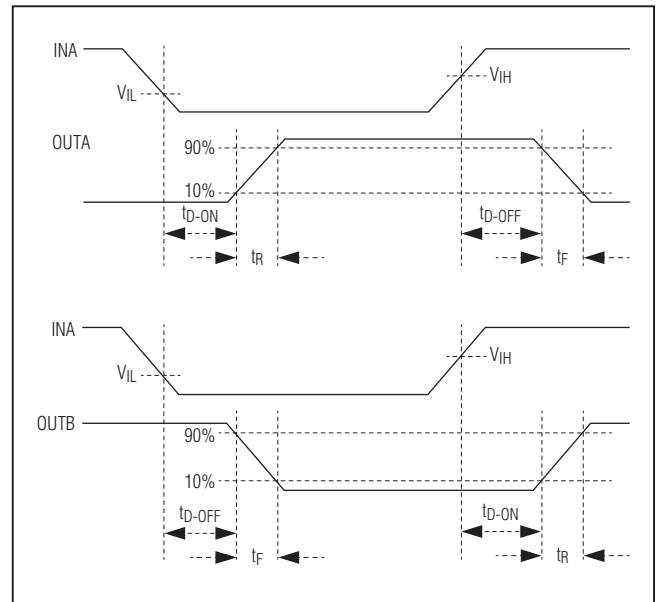 INA
VIL
VIH
OUTA
90%
10%
tD-ON
tD-OFF
tR
tF
INA
VIL
VIH
OUTB
90%
10%
tD-OFF
tD-ON
tF
tR